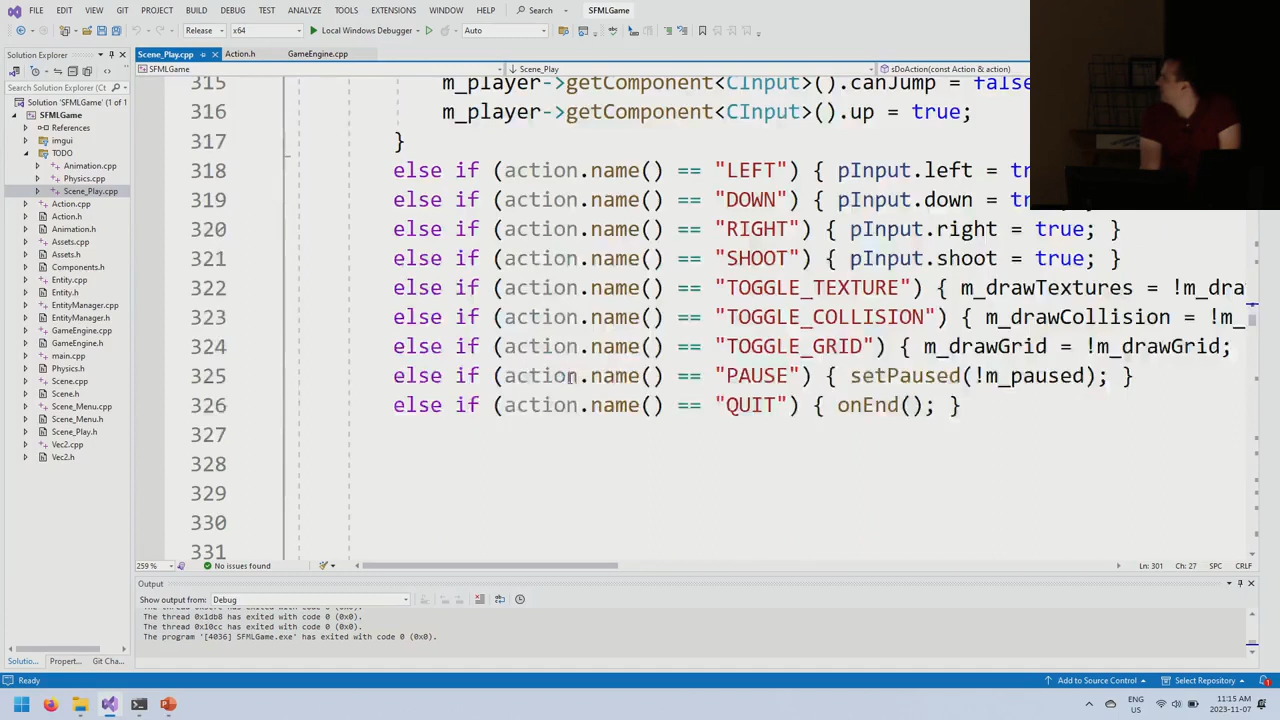 FILE EDIT VIEW GIT PROJECT BUILD DEBUG TEST ANALYZE TOOLS EXTENSIONS WINDOW HELP Search SFMLGame
Release x64 Local Windows Debugger Auto
Solution Explorer
Search Solution Explorer
Solution 'SFMLGame' (1 of 1
SFMLGame
References
imgui
TODO
Animation.cpp
Physics.cpp
Scene_Play.cpp
Action.cpp
Action.h
Animation.h
Assets.cpp
Assets.h
Components.h
Entity.cpp
Entity.h
EntityManager.cpp
EntityManager.h
GameEngine.cpp
GameEngine.h
main.cpp
Physics.h
Scene.cpp
Scene.h
Scene_Menu.cpp
Scene_Menu.h
Scene_Play.h
Vec2.cpp
Vec2.h
Solutio... Propert... Git Cha...
Scene_Play.cpp Action.h GameEngine.cpp
SFMLGame Scene_Play sDoAction(const Action & action)
315 m_player->getComponent<CInput>().canJump = false
316 m_player->getComponent<CInput>().up = true;
317 }
318 else if (action.name() == "LEFT") { pInput.left = tr
319 else if (action.name() == "DOWN") { pInput.down = tr
320 else if (action.name() == "RIGHT") { pInput.right = true; }
321 else if (action.name() == "SHOOT") { pInput.shoot = true; }
322 else if (action.name() == "TOGGLE_TEXTURE") { m_drawTextures = !m_dra
323 else if (action.name() == "TOGGLE_COLLISION") { m_drawCollision = !m_
324 else if (action.name() == "TOGGLE_GRID") { m_drawGrid = !m_drawGrid;
325 else if (action.name() == "PAUSE") { setPaused(!m_paused); }
326 else if (action.name() == "QUIT") { onEnd(); }
327
328
329
330
331
259 % No issues found Ln: 301 Ch: 27 SPC CRLF
Output
Show output from: Debug
The thread 0x1db8 has exited with code 0 (0x0).
The thread 0x10cc has exited with code 0 (0x0).
The program '[4036] SFMLGame.exe' has exited with code 0 (0x0).
Ready Add to Source Control Select Repository
ENG
US
11:15 AM
2023-11-07